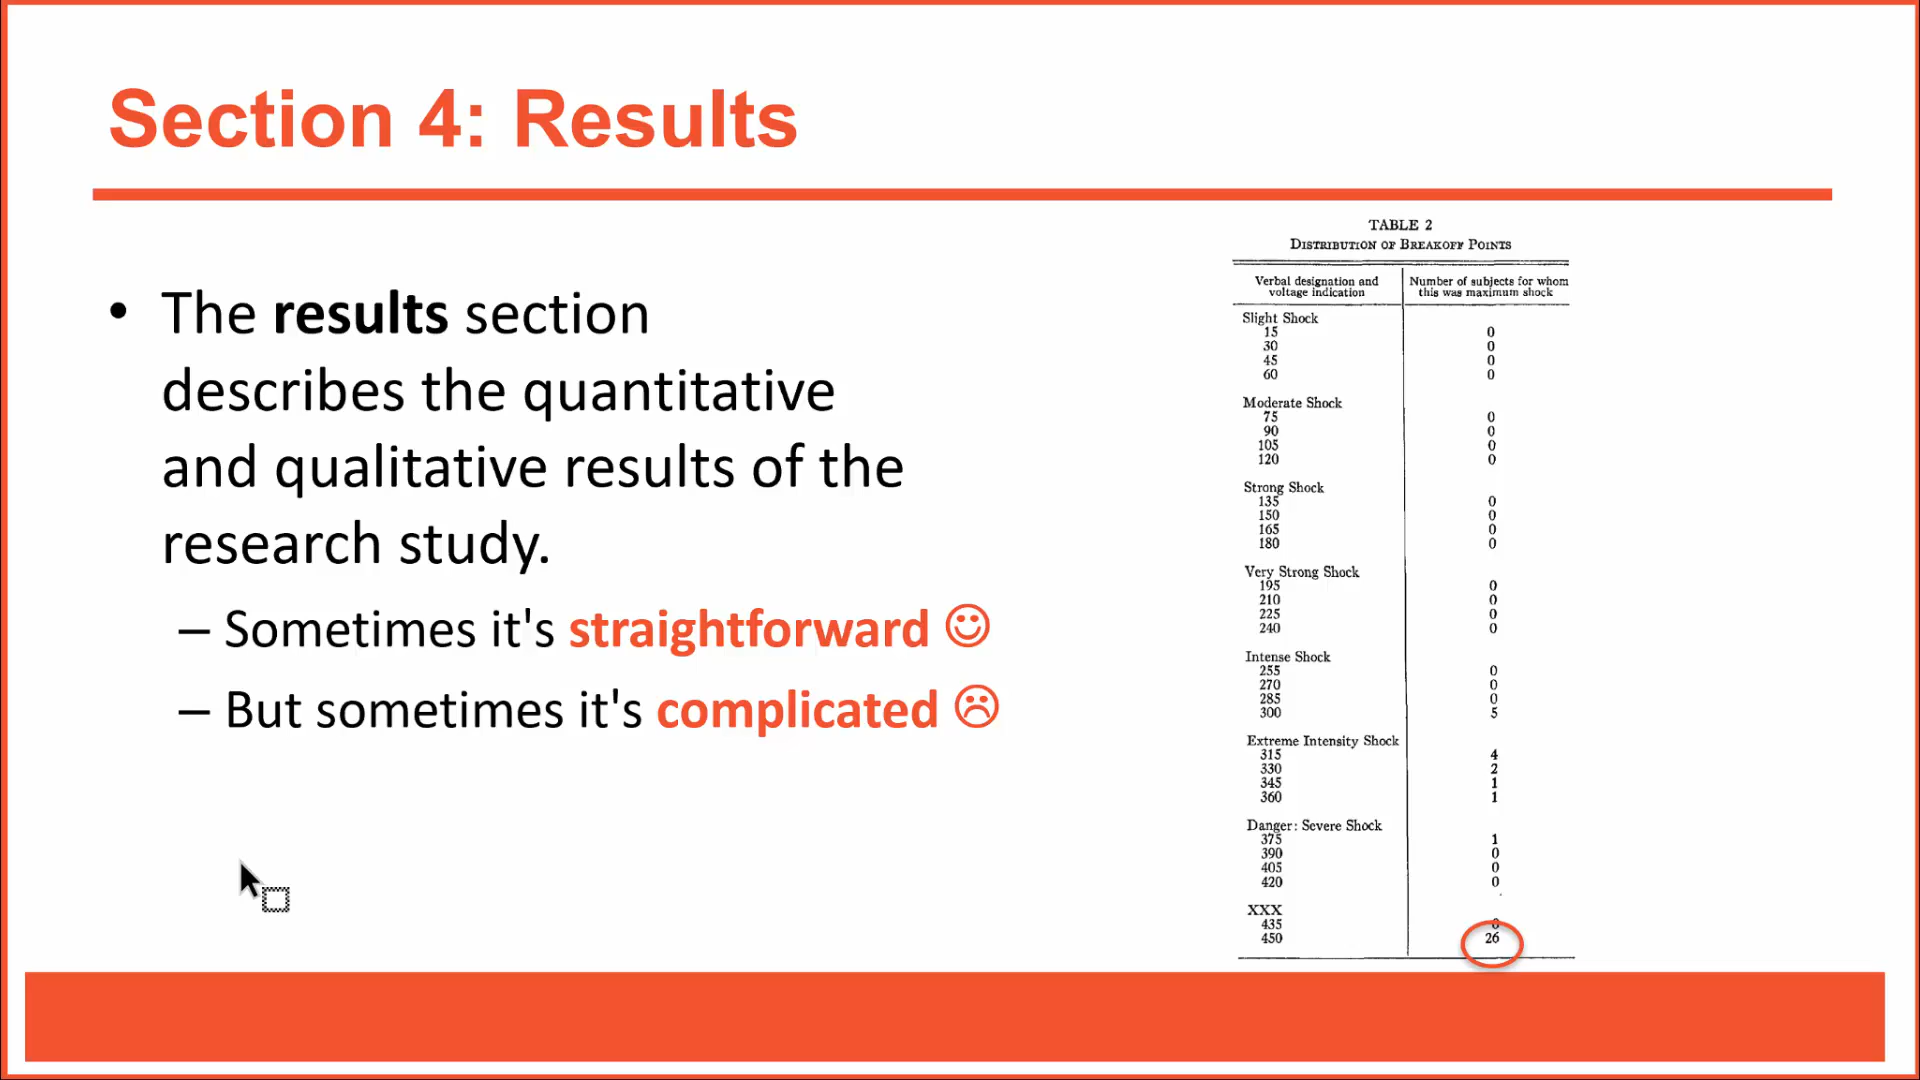 Section 4: Results
• The results section
describes the quantitative
and qualitative results of the
research study.
– Sometimes it's straightforward ☺
– But sometimes it's complicated ☹
TABLE 2
DISTRIBUTION OF BREAKOFF POINTS
Verbal designation and voltage indication | Number of subjects for whom this was maximum shock
Slight Shock
15 0
30 0
45 0
60 0
Moderate Shock
75 0
90 0
105 0
120 0
Strong Shock
135 0
150 0
165 0
180 0
Very Strong Shock
195 0
210 0
225 0
240 0
Intense Shock
255 0
270 0
285 0
300 5
Extreme Intensity Shock
315 4
330 2
345 1
360 1
Danger: Severe Shock
375 1
390 0
405 0
420 0
XXX
435 0
450 26